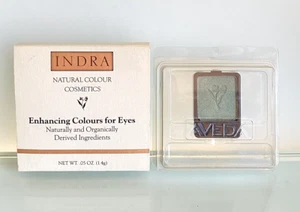 INDRA
NATURAL COLOUR
COSMETICS
Enhancing Colours for Eyes
Naturally and Organically
Derived Ingredients
NET WT. .05 OZ. (1.4g)
AVEDA